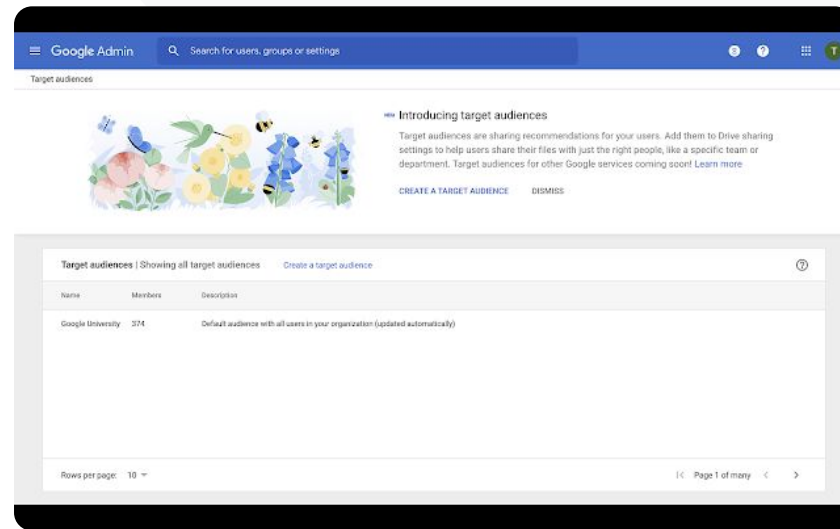 Google Admin
Search for users, groups or settings
T
Target audiences
NEW Introducing target audiences
Target audiences are sharing recommendations for your users. Add them to Drive sharing
settings to help users share their files with just the right people, like a specific team or
department. Target audiences for other Google services coming soon! Learn more
CREATE A TARGET AUDIENCE DISMISS
Target audiences | Showing all target audiences Create a target audience
Name Members Description
Google University 374 Default audience with all users in your organization (updated automatically)
Rows per page: 10 Page 1 of many